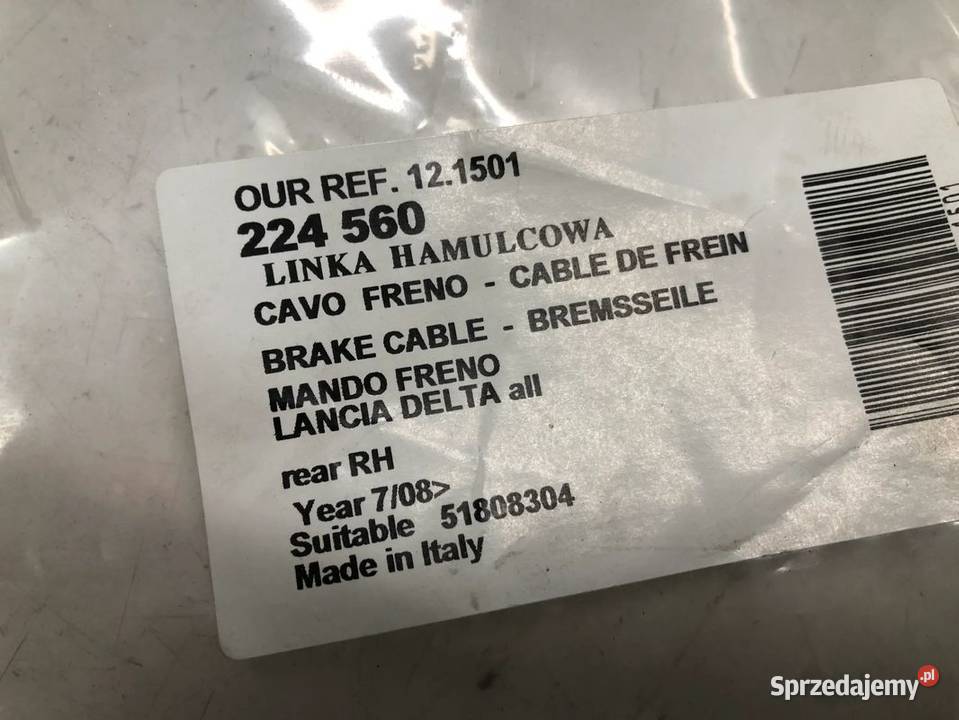 OUR REF. 12.1501
224 560
LINKA HAMULCOWA
CAVO FRENO - CABLE DE FREIN
BRAKE CABLE - BREMSSEILE
MANDO FRENO
LANCIA DELTA all
rear RH
Year 7/08>
Suitable 51808304
Made in Italy
Sprzedajemy.pl